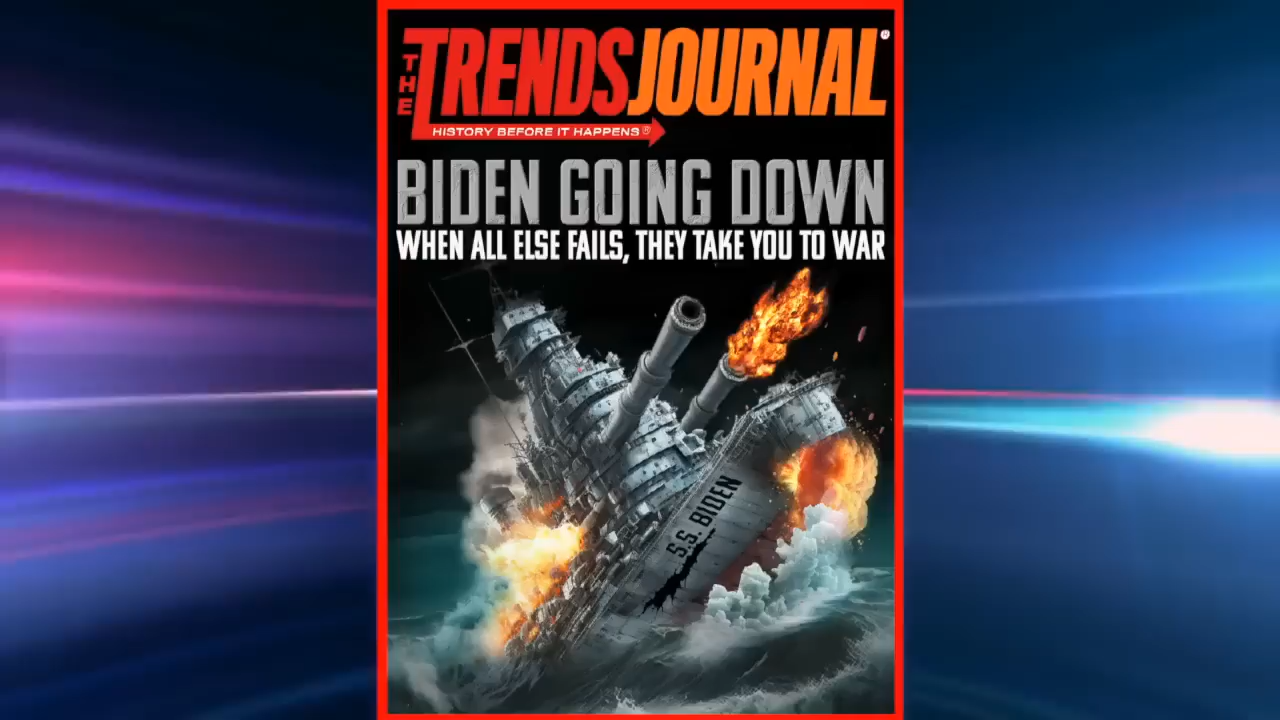 THE TRENDS JOURNAL®
HISTORY BEFORE IT HAPPENS®
BIDEN GOING DOWN
WHEN ALL ELSE FAILS, THEY TAKE YOU TO WAR
S.S. BIDEN